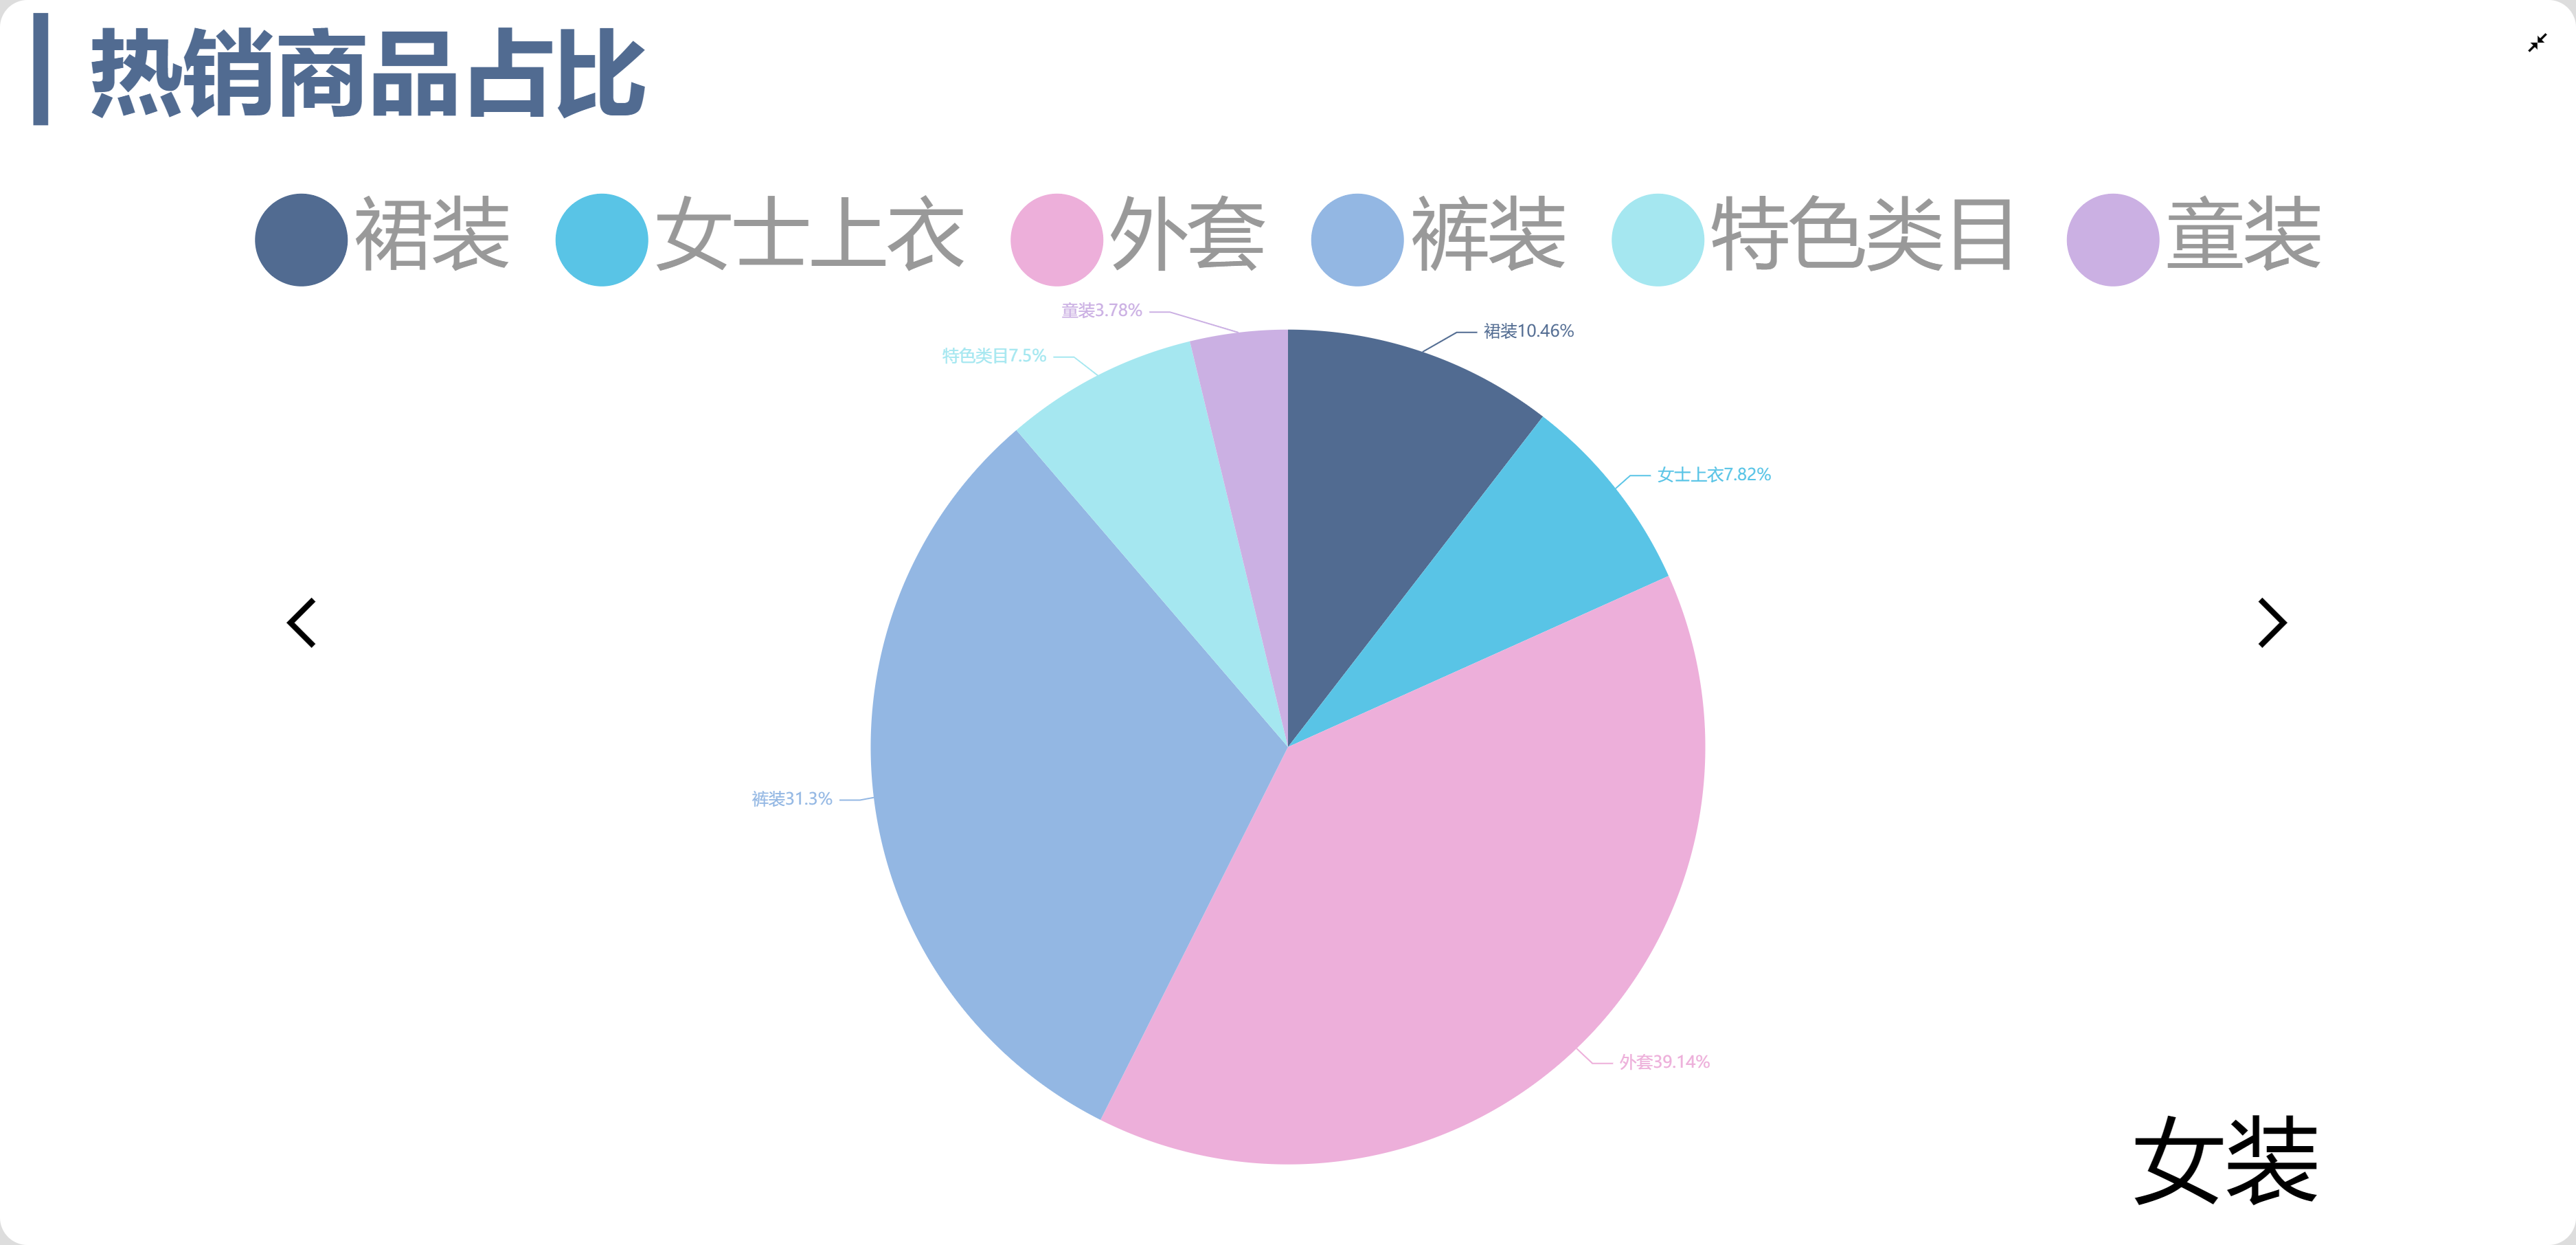 热销商品占比
裙装 女士上衣 外套 裤装 特色类目 童装
童装3.78%
裙装10.46%
特色类目7.5%
女士上衣7.82%
裤装31.3%
外套39.14%
女装